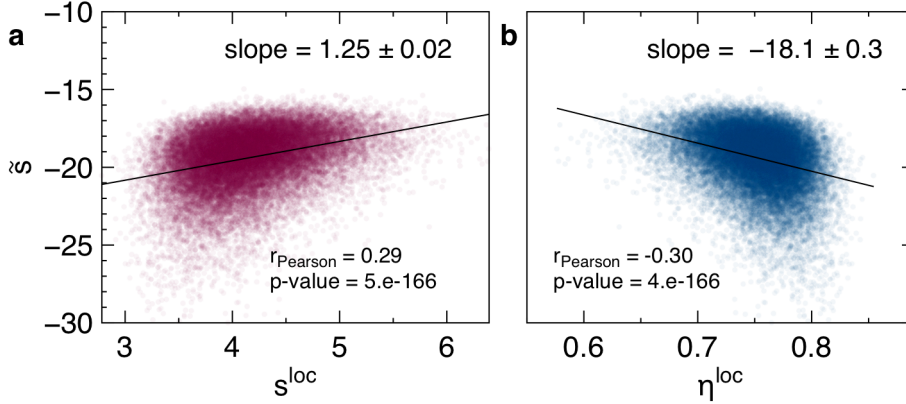 a
slope = 1.25 ± 0.02
r_Pearson = 0.29
p-value = 5.e-166
s̃
−10
−15
−20
−25
−30
3 4 5 6
s^loc
b
slope = −18.1 ± 0.3
r_Pearson = -0.30
p-value = 4.e-166
0.6 0.7 0.8
η^loc